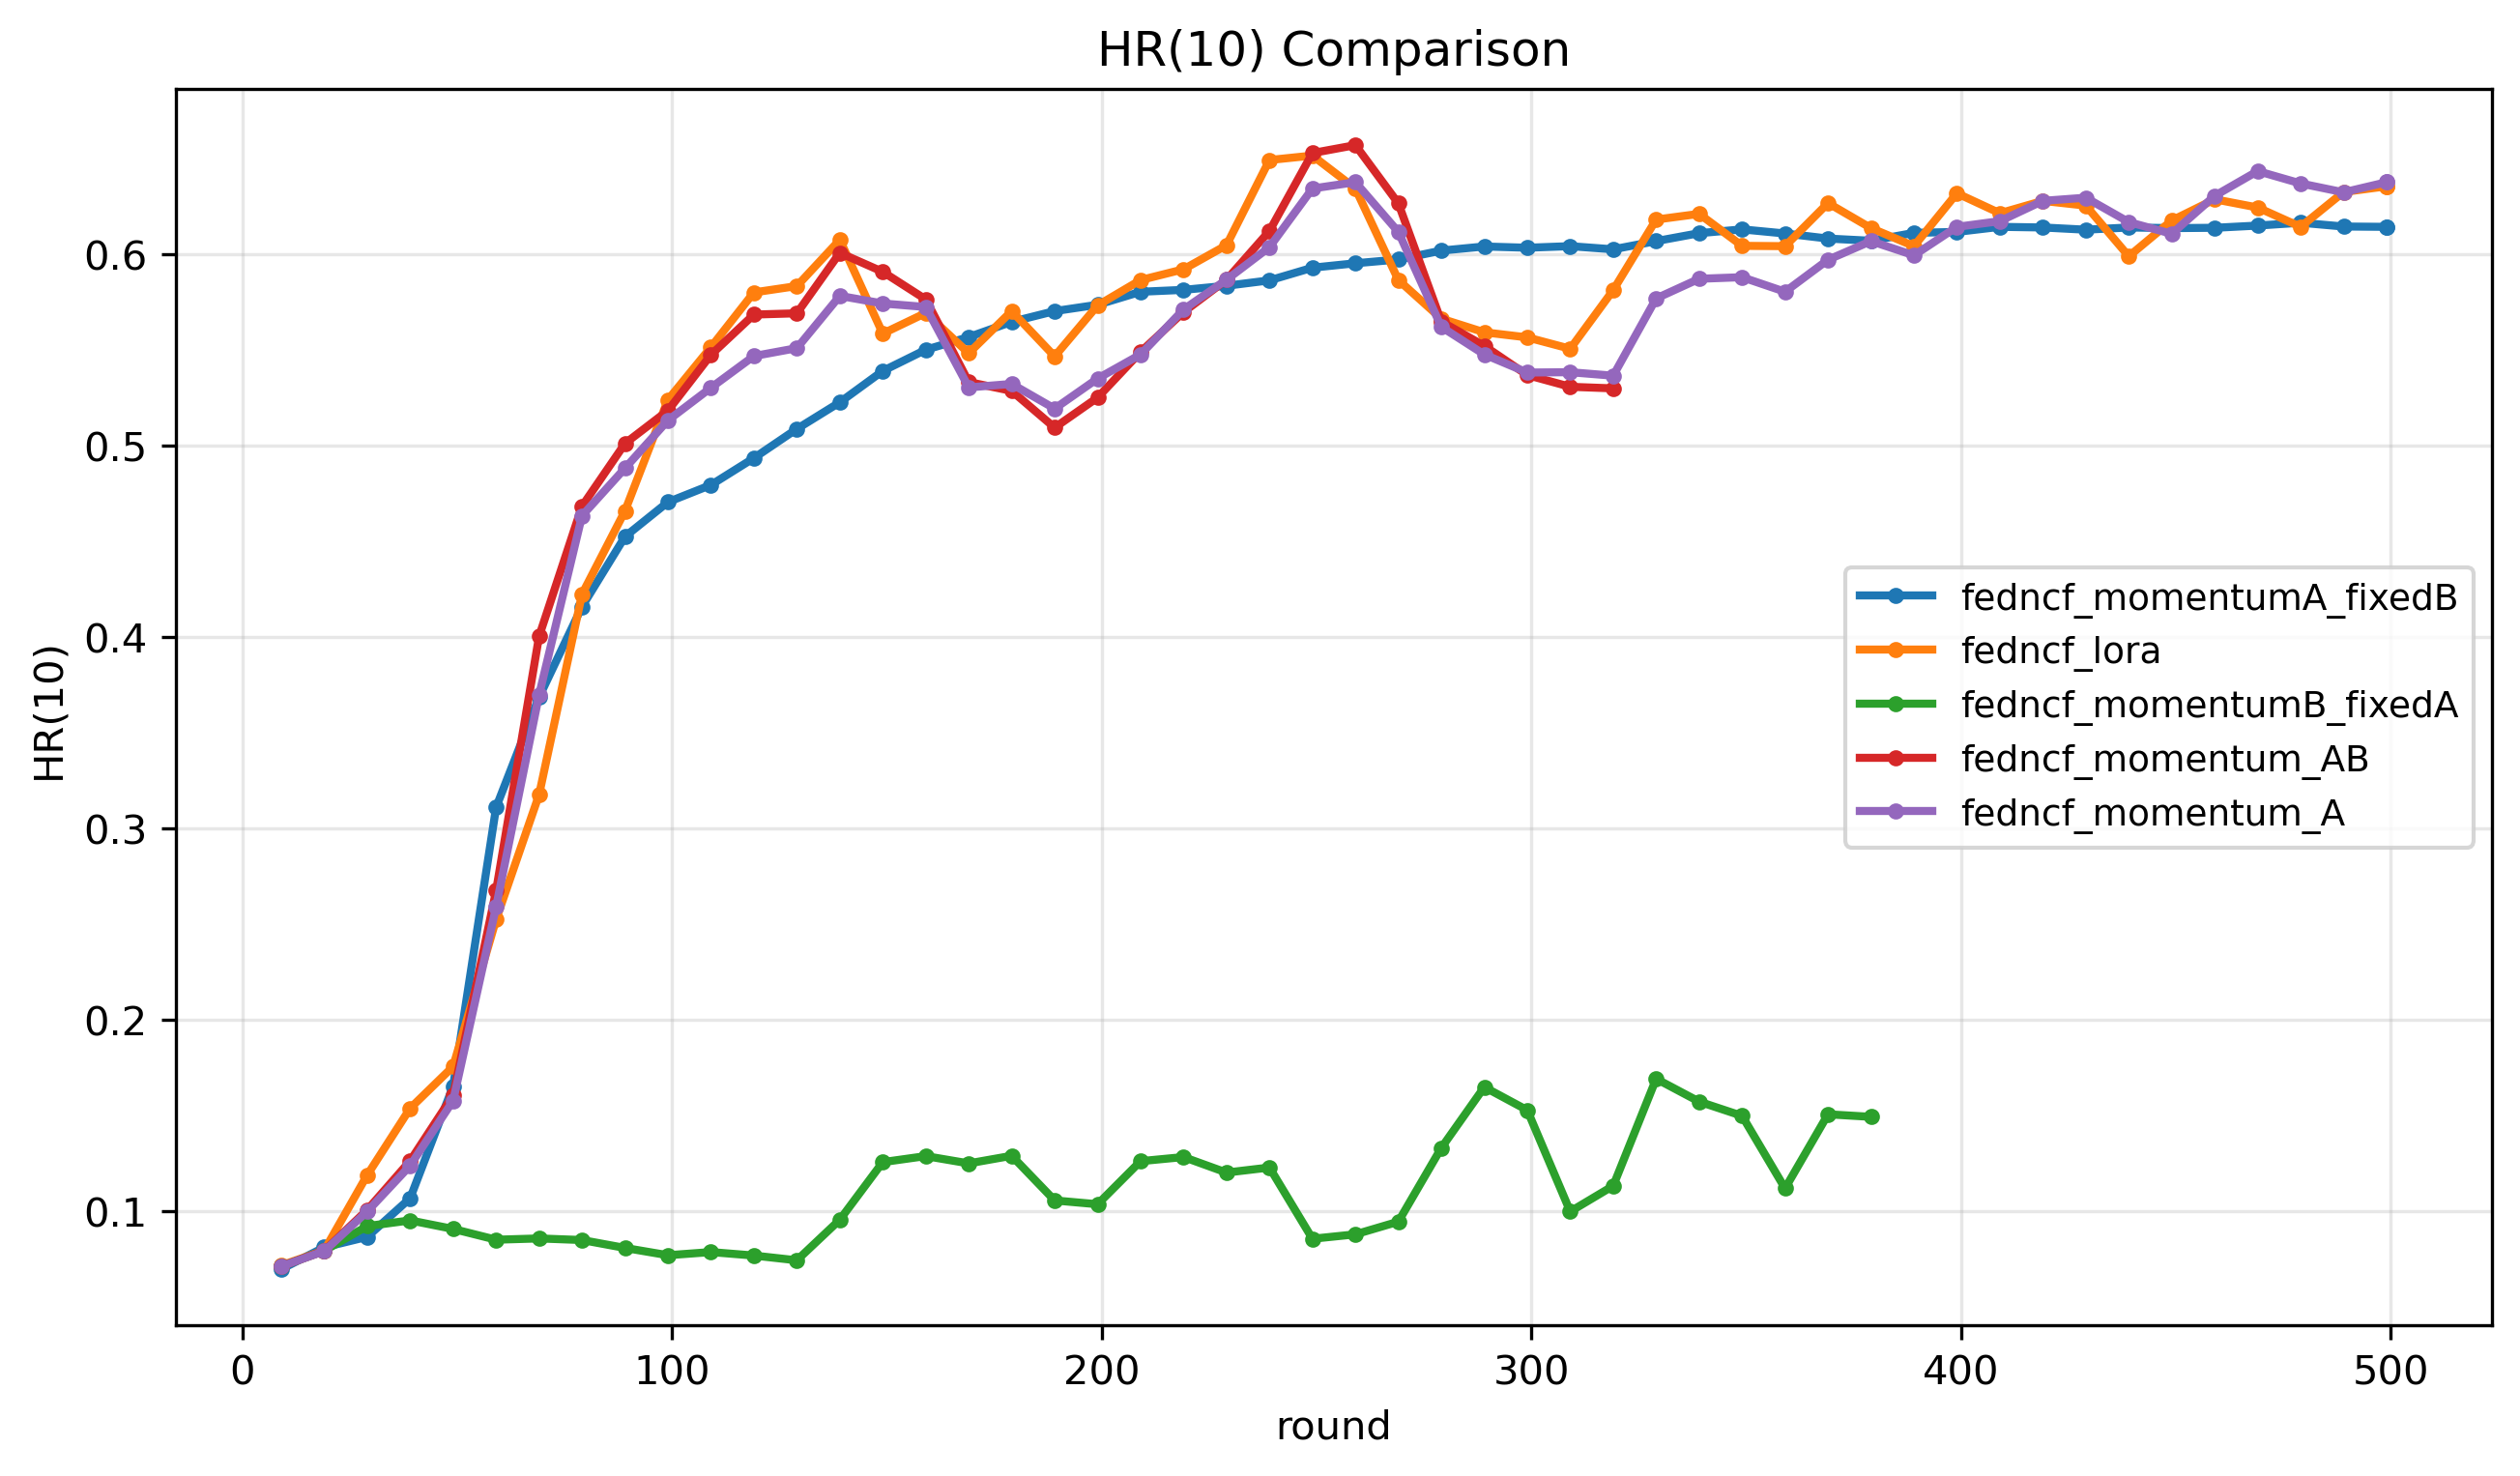 HR(10) Comparison
HR(10)
0.6
0.5
0.4
0.3
0.2
0.1
fedncf_momentumA_fixedB
fedncf_lora
fedncf_momentumB_fixedA
fedncf_momentum_AB
fedncf_momentum_A
0 100 200 300 400 500
round